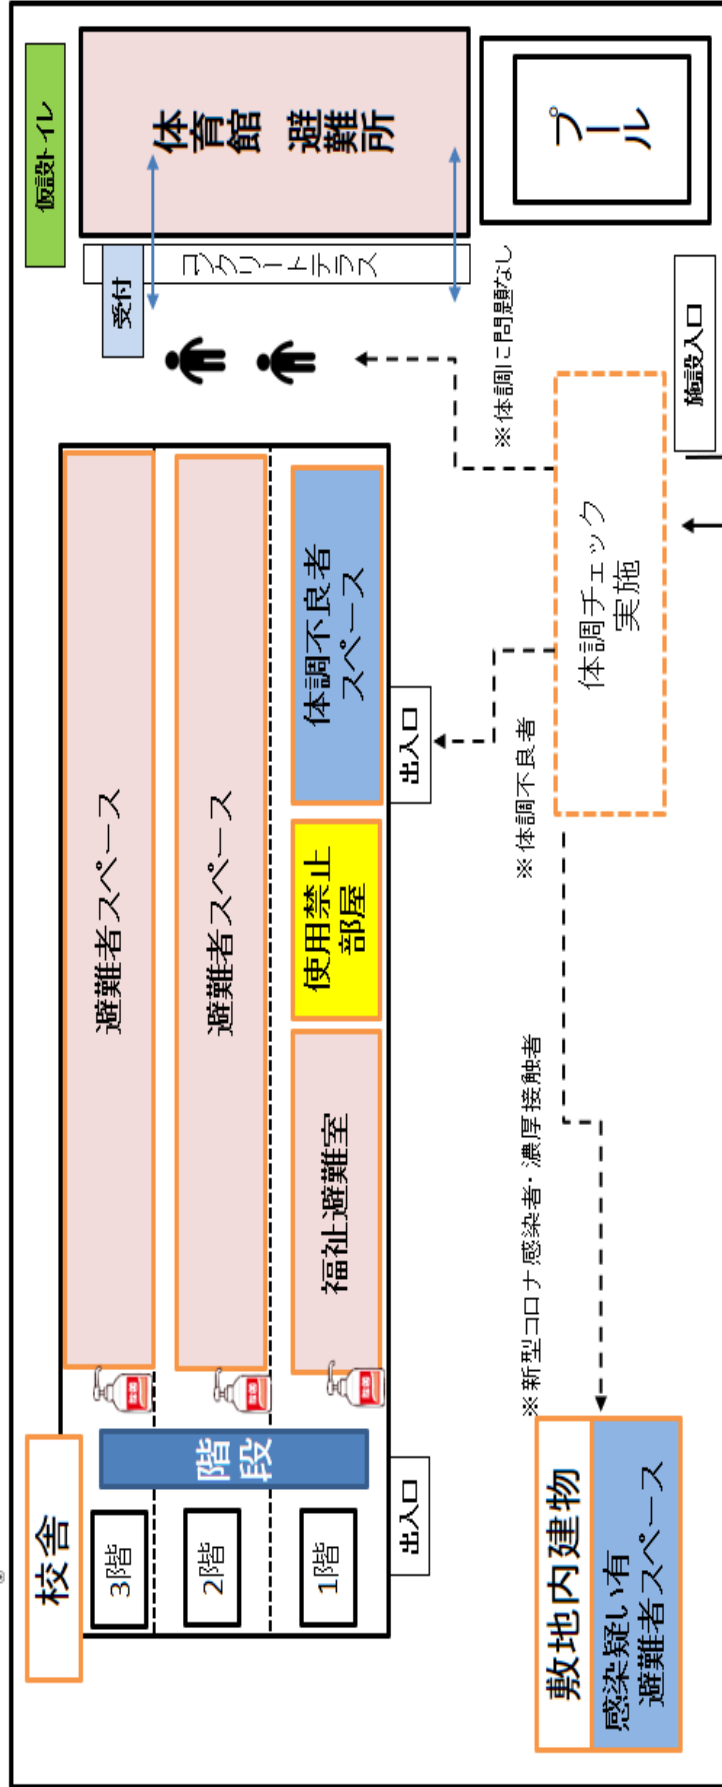 校舎
3階
2階
1階
階段
避難者スペース
避難者スペース
福祉避難室
使用禁止
部屋
体調不良者
スペース
出入口
出入口
仮設トイレ
受付
コンクリートテラス
体育館　避難所
プール
敷地内建物
感染疑い有
避難者スペース
※新型コロナ感染者・濃厚接触者
※体調不良者
※体調に問題なし
体調チェック
実施
施設入口